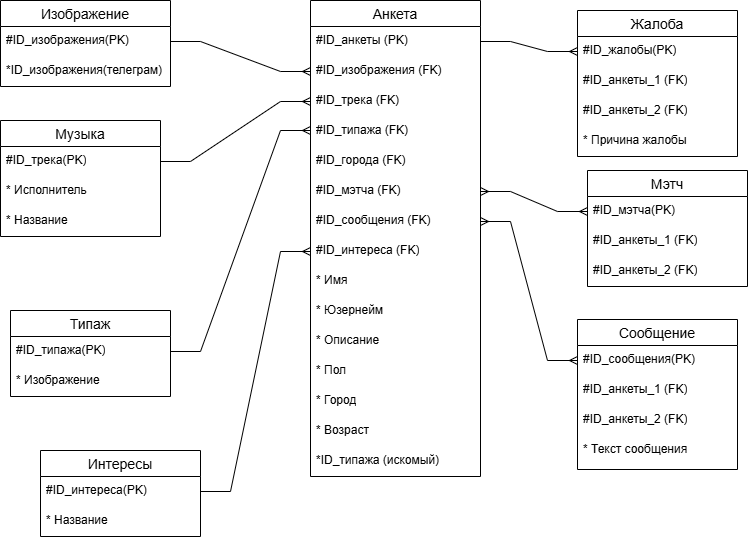 Изображение
#ID_изображения(PK)
*ID_изображения(телеграм)
Музыка
#ID_трека(PK)
* Исполнитель
* Название
Типаж
#ID_типажа(PK)
* Изображение
Интересы
#ID_интереса(PK)
* Название
Анкета
#ID_анкеты (PK)
#ID_изображения (FK)
#ID_трека (FK)
#ID_типажа (FK)
#ID_города (FK)
#ID_мэтча (FK)
#ID_сообщения (FK)
#ID_интереса (FK)
* Имя
* Юзернейм
* Описание
* Пол
* Город
* Возраст
*ID_типажа (искомый)
Жалоба
#ID_жалобы(PK)
#ID_анкеты_1 (FK)
#ID_анкеты_2 (FK)
* Причина жалобы
Мэтч
#ID_мэтча(PK)
#ID_анкеты_1 (FK)
#ID_анкеты_2 (FK)
Сообщение
#ID_сообщения(PK)
#ID_анкеты_1 (FK)
#ID_анкеты_2 (FK)
* Текст сообщения